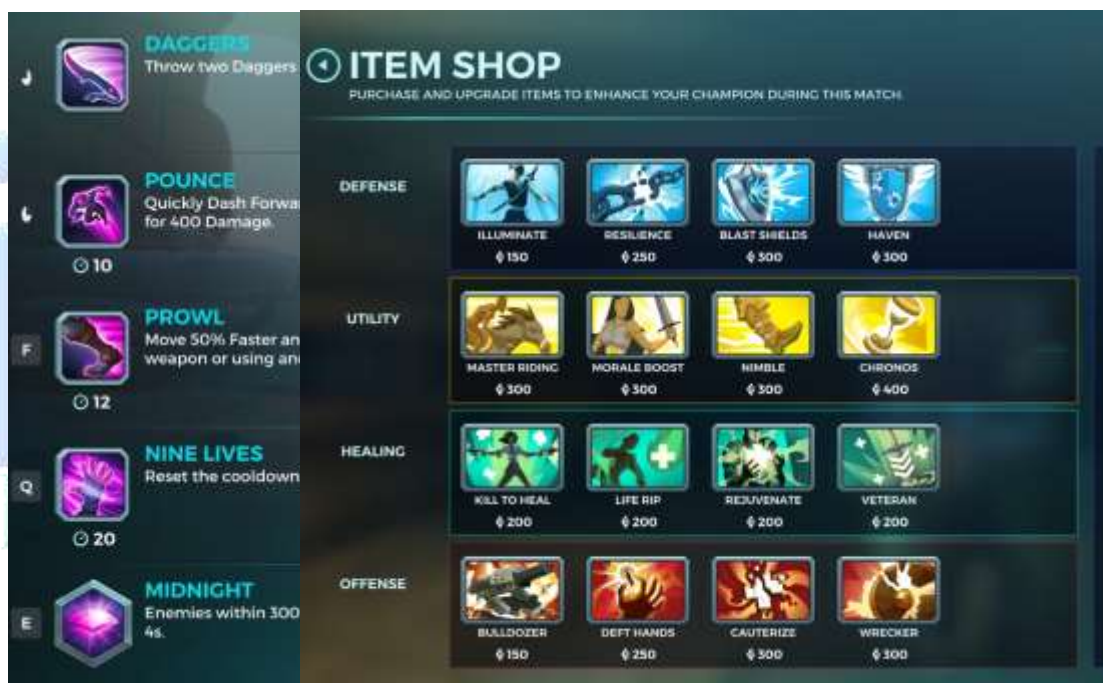 DAGGERS
Throw two Daggers
POUNCE
Quickly Dash Forwa
for 400 Damage.
10
F
PROWL
Move 50% Faster an
weapon or using an
12
Q
NINE LIVES
Reset the cooldown
20
E
MIDNIGHT
Enemies within 300
4s.
ITEM SHOP
PURCHASE AND UPGRADE ITEMS TO ENHANCE YOUR CHAMPION DURING THIS MATCH.
DEFENSE
ILLUMINATE RESILIENCE BLAST SHIELDS HAVEN
150 250 300 300
UTILITY
MASTER RIDING MORALE BOOST NIMBLE CHRONOS
300 300 300 400
HEALING
KILL TO HEAL LIFE RIP REJUVENATE VETERAN
200 200 200 200
OFFENSE
BULLDOZER DEFT HANDS CAUTERIZE WRECKER
150 250 300 300